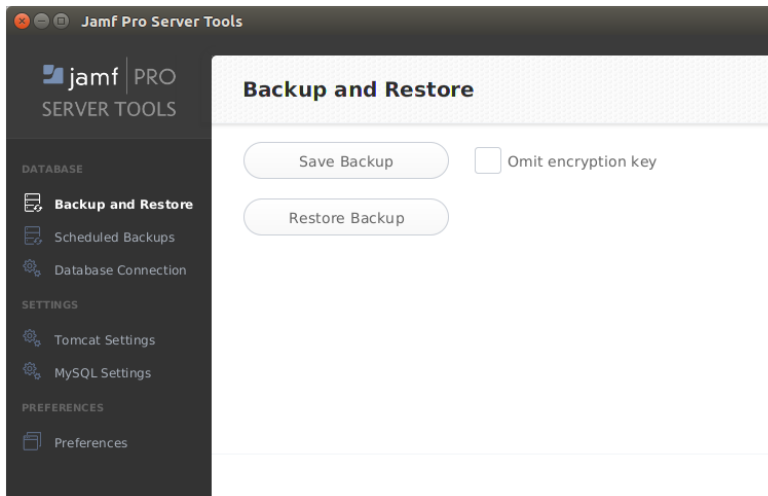 Jamf Pro Server Tools
jamf PRO
SERVER TOOLS
DATABASE
Backup and Restore
Scheduled Backups
Database Connection
SETTINGS
Tomcat Settings
MySQL Settings
PREFERENCES
Preferences
Backup and Restore
Save Backup
Omit encryption key
Restore Backup